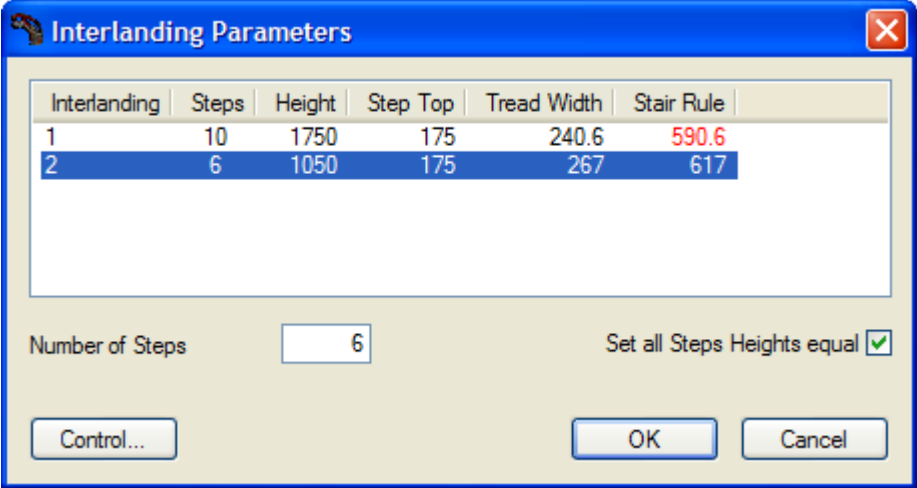 Interlanding Parameters
Interlanding Steps Height Step Top Tread Width Stair Rule
1 10 1750 175 240.6 590.6
2 6 1050 175 267 617
Number of Steps 6 Set all Steps Heights equal
Control... OK Cancel